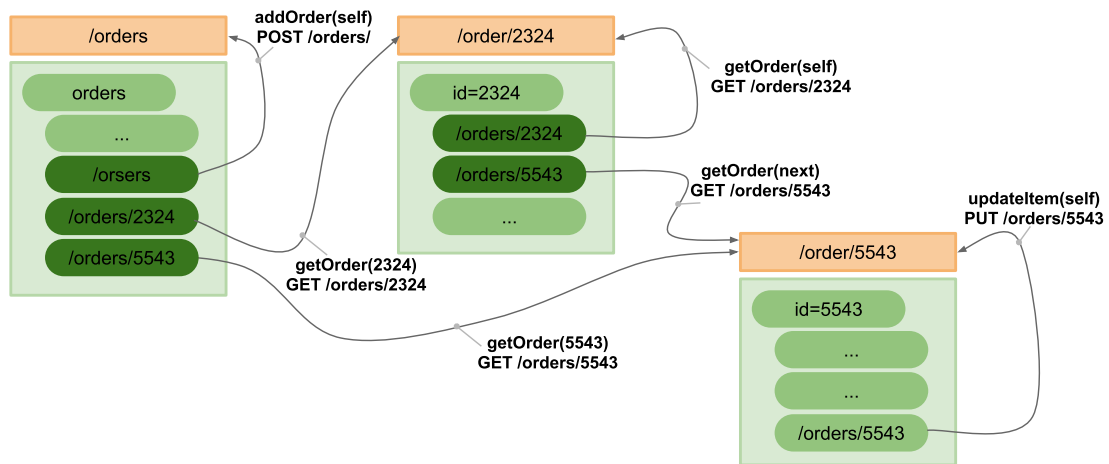 /orders
addOrder(self)
POST /orders/
orders
...
/orsers
/orders/2324
/orders/5543
/order/2324
getOrder(self)
GET /orders/2324
id=2324
/orders/2324
/orders/5543
...
getOrder(2324)
GET /orders/2324
getOrder(next)
GET /orders/5543
updateItem(self)
PUT /orders/5543
getOrder(5543)
GET /orders/5543
/order/5543
id=5543
...
...
/orders/5543